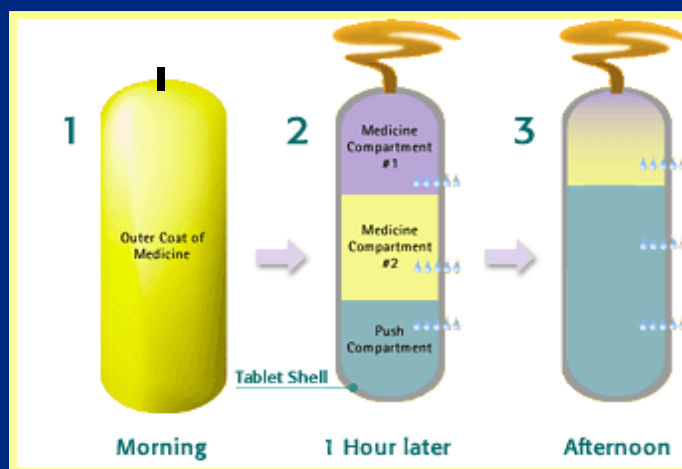 1
2
3
Outer Coat of
Medicine
Medicine
Compartment
#1
Medicine
Compartment
#2
Push
Compartment
Tablet Shell
Morning
1 Hour later
Afternoon